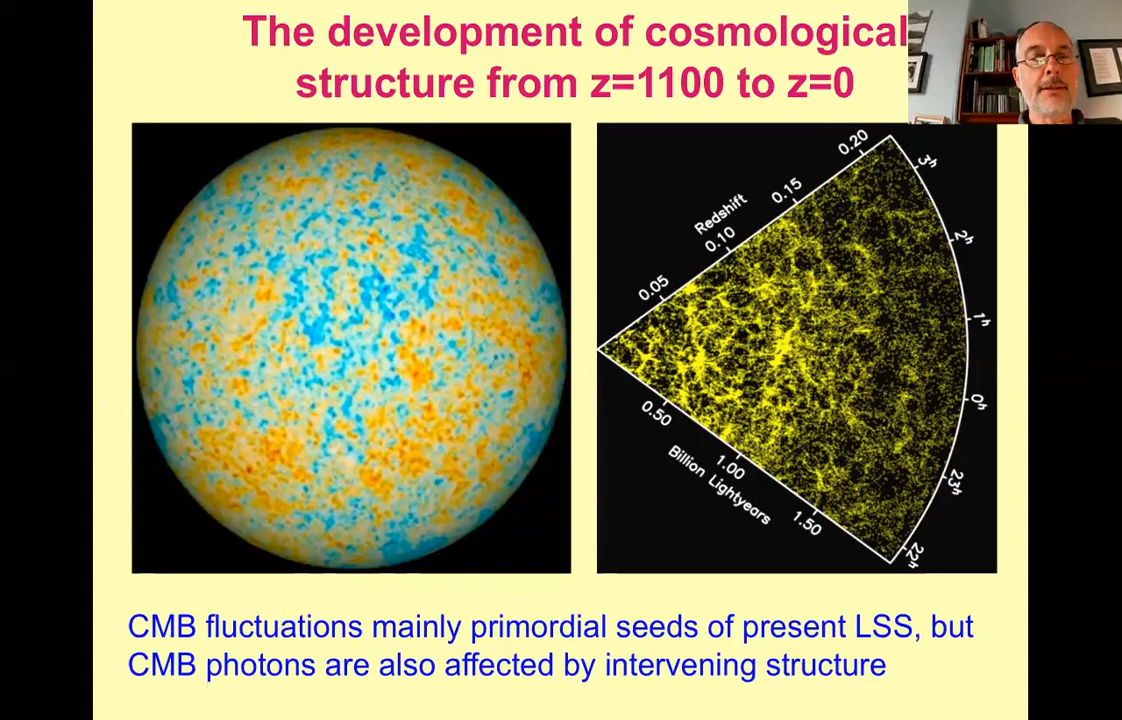 The development of cosmological
structure from z=1100 to z=0
Redshift
0.05
0.10
0.15
0.20
3h
2h
1h
0h
23h
22h
0.50
1.00
1.50
Billion Lightyears
CMB fluctuations mainly primordial seeds of present LSS, but
CMB photons are also affected by intervening structure